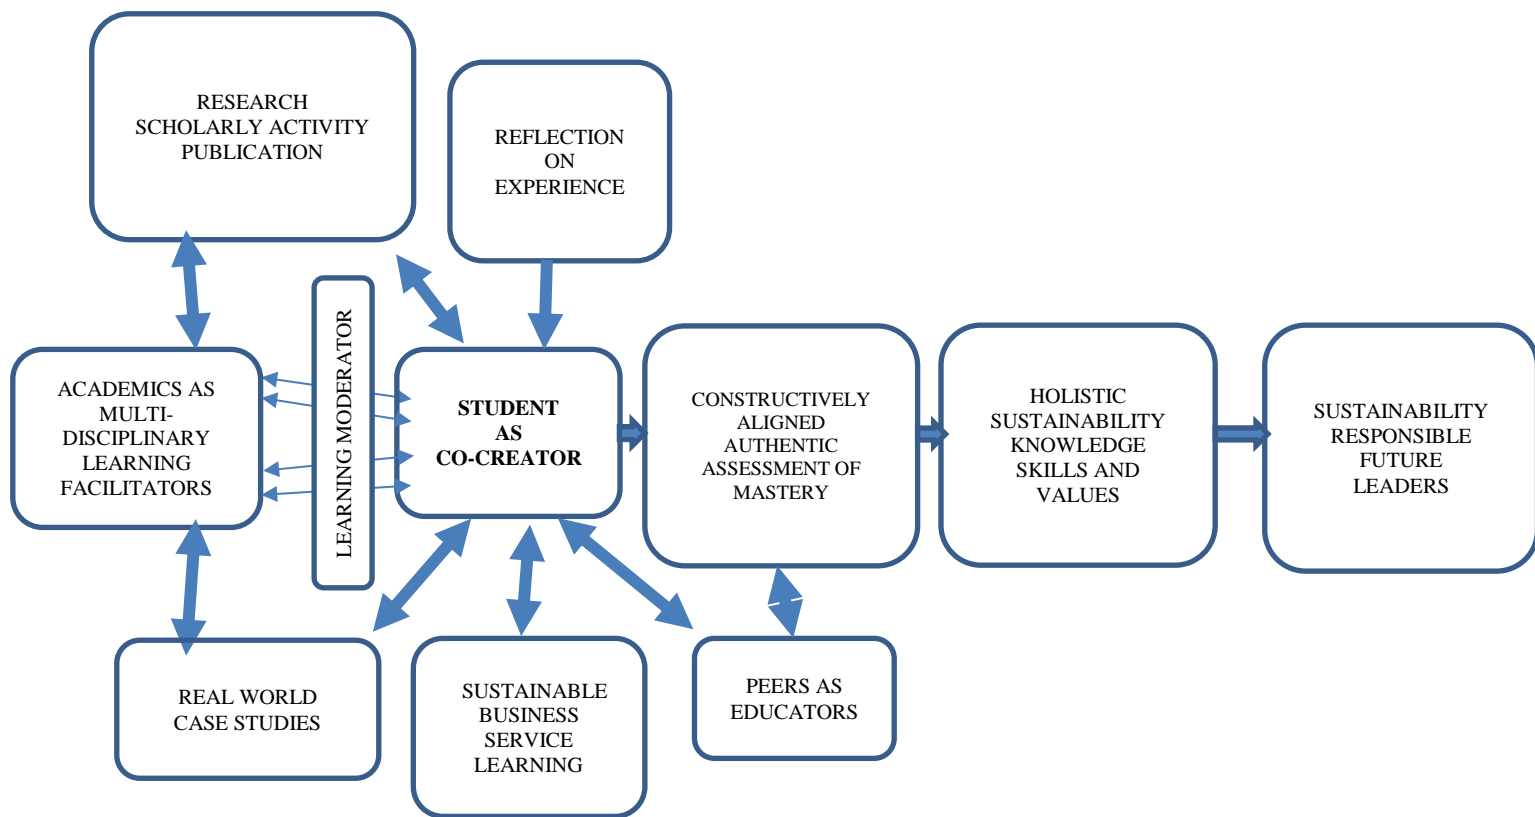 RESEARCH
SCHOLARLY ACTIVITY
PUBLICATION
REFLECTION
ON
EXPERIENCE
LEARNING MODERATOR
ACADEMICS AS
MULTI-
DISCIPLINARY
LEARNING
FACILITATORS
STUDENT
AS
CO-CREATOR
CONSTRUCTIVELY
ALIGNED
AUTHENTIC
ASSESSMENT OF
MASTERY
HOLISTIC
SUSTAINABILITY
KNOWLEDGE
SKILLS AND
VALUES
SUSTAINABILITY
RESPONSIBLE
FUTURE
LEADERS
REAL WORLD
CASE STUDIES
SUSTAINABLE
BUSINESS
SERVICE
LEARNING
PEERS AS
EDUCATORS